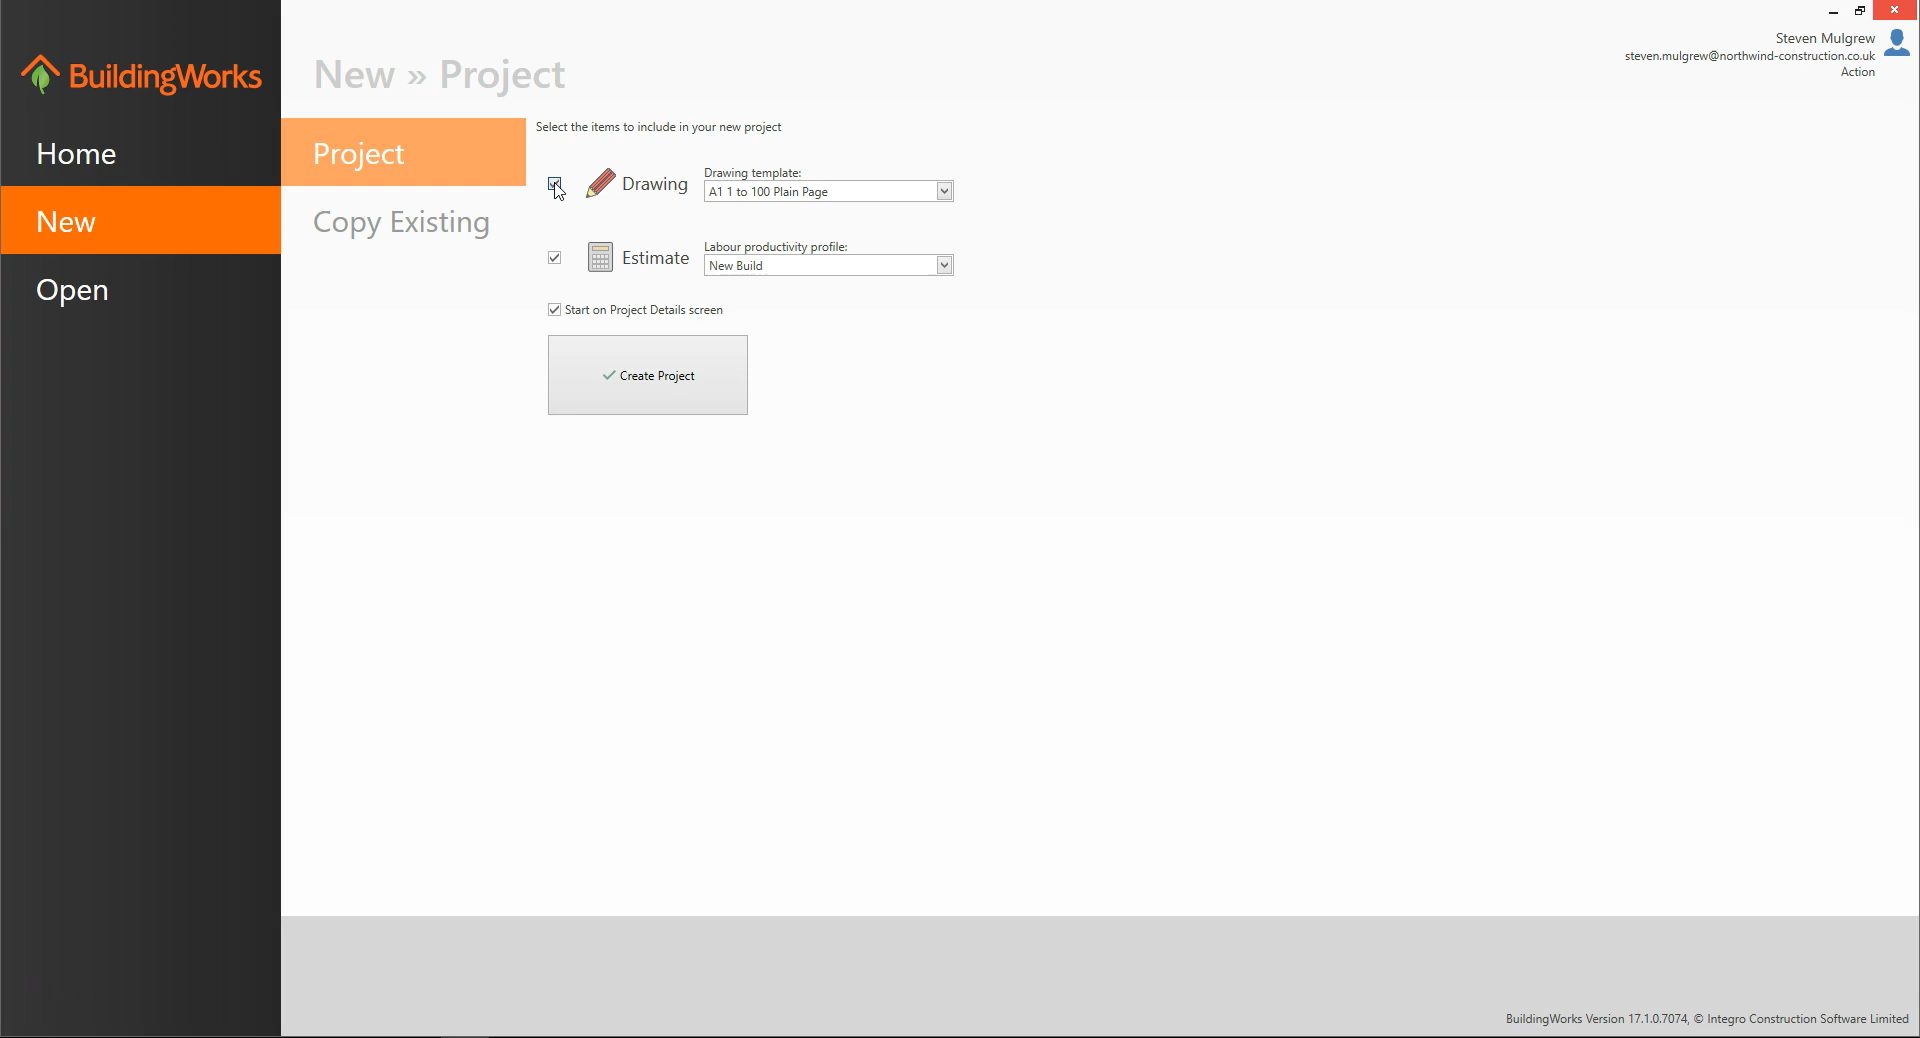 BuildingWorks
Home
New
Open
New » Project
Project
Copy Existing
Steven Mulgrew
steven.mulgrew@northwind-construction.co.uk
Action
Select the items to include in your new project
Drawing
Drawing template:
A1 1 to 100 Plain Page
Estimate
Labour productivity profile:
New Build
Start on Project Details screen
Create Project
BuildingWorks Version 17.1.0.7074, © Integro Construction Software Limited